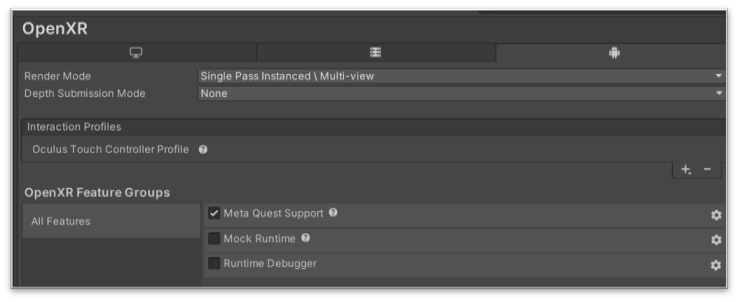 OpenXR
Render Mode Single Pass Instanced \ Multi-view
Depth Submission Mode None
Interaction Profiles
Oculus Touch Controller Profile
OpenXR Feature Groups
All Features
Meta Quest Support
Mock Runtime
Runtime Debugger